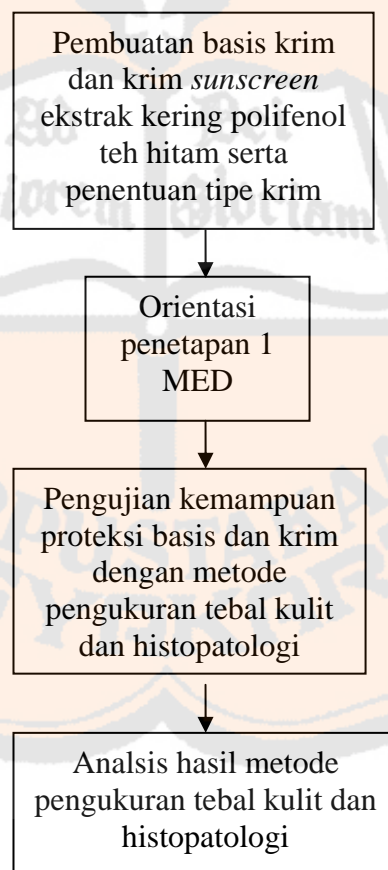 Pembuatan basis krim
dan krim sunscreen
ekstrak kering polifenol
teh hitam serta
penentuan tipe krim
Orientasi
penetapan 1
MED
Pengujian kemampuan
proteksi basis dan krim
dengan metode
pengukuran tebal kulit
dan histopatologi
Analsis hasil metode
pengukuran tebal kulit dan
histopatologi